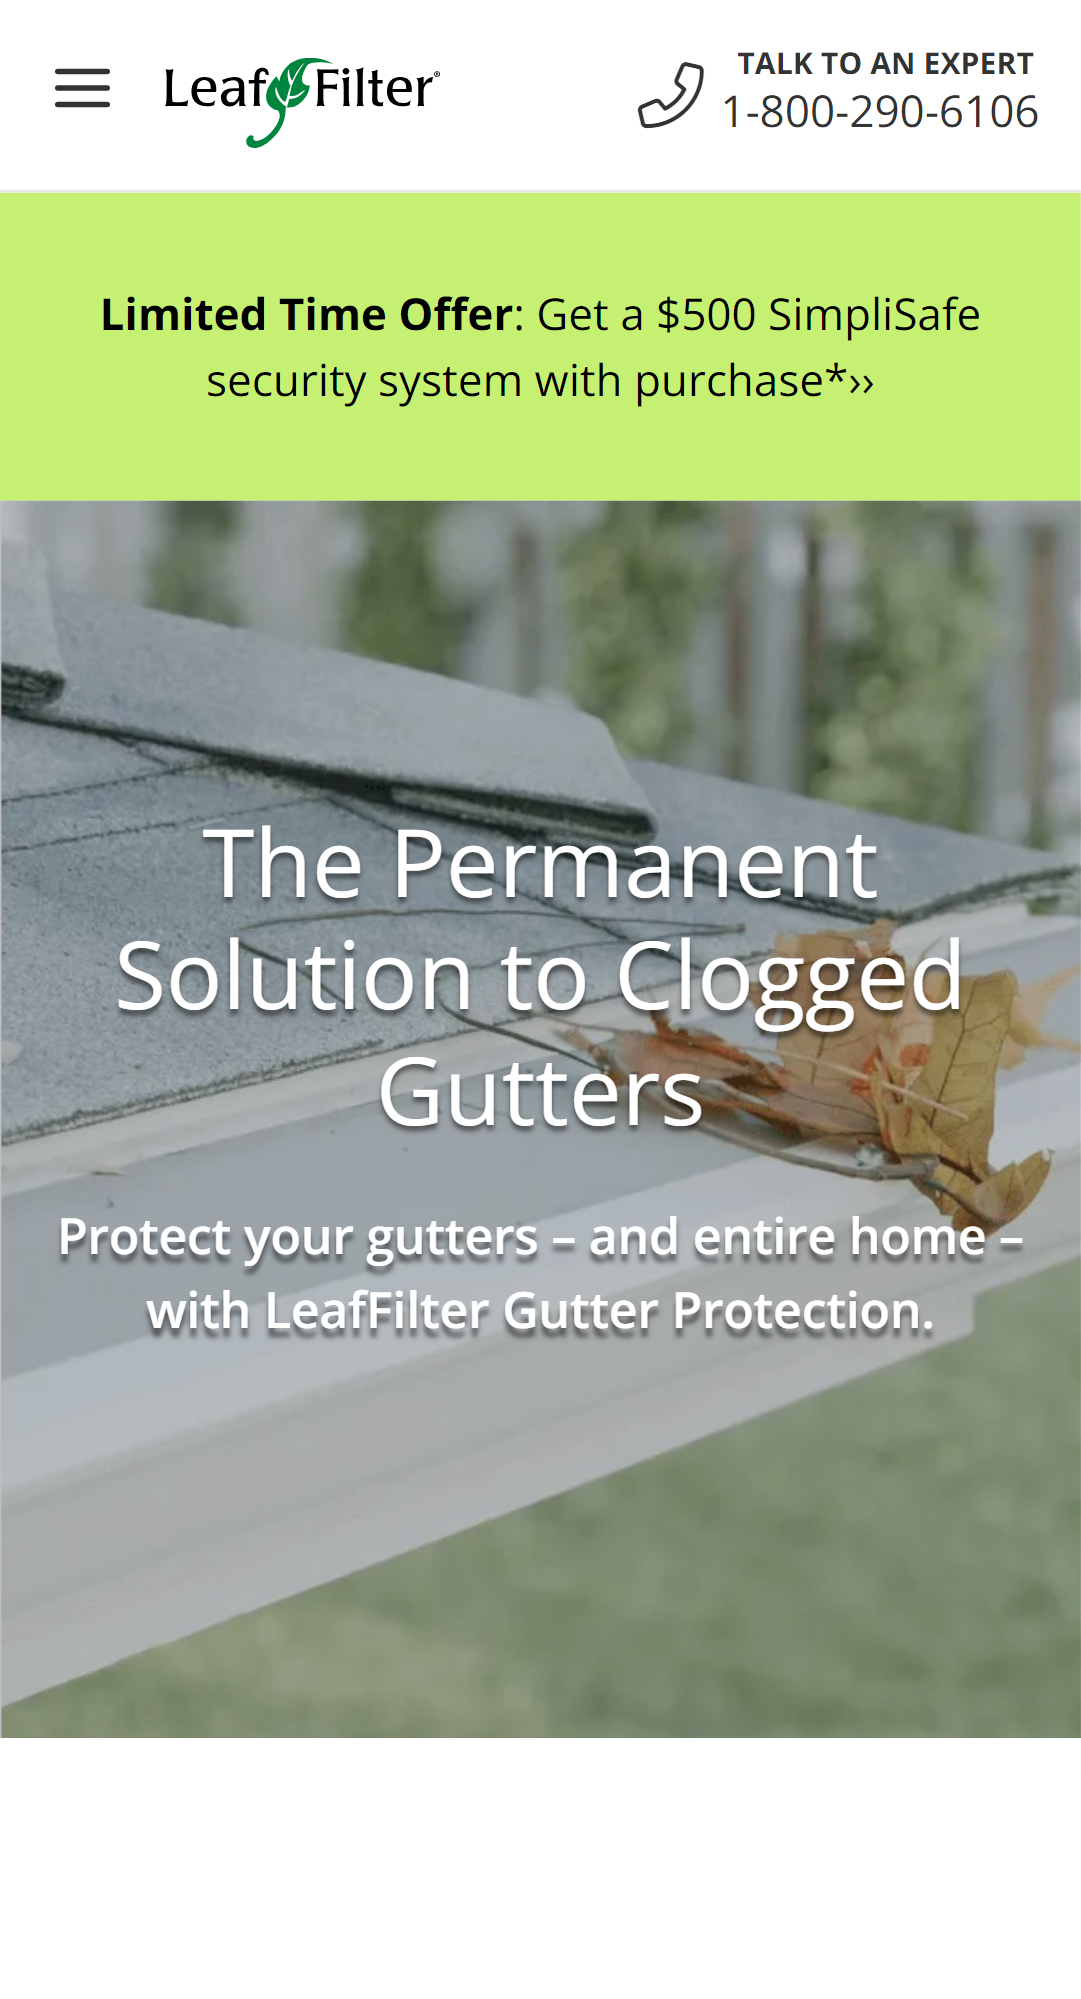 LeafFilter®
TALK TO AN EXPERT
1-800-290-6106
Limited Time Offer: Get a $500 SimpliSafe
security system with purchase*››
The Permanent
Solution to Clogged
Gutters
Protect your gutters – and entire home –
with LeafFilter Gutter Protection.